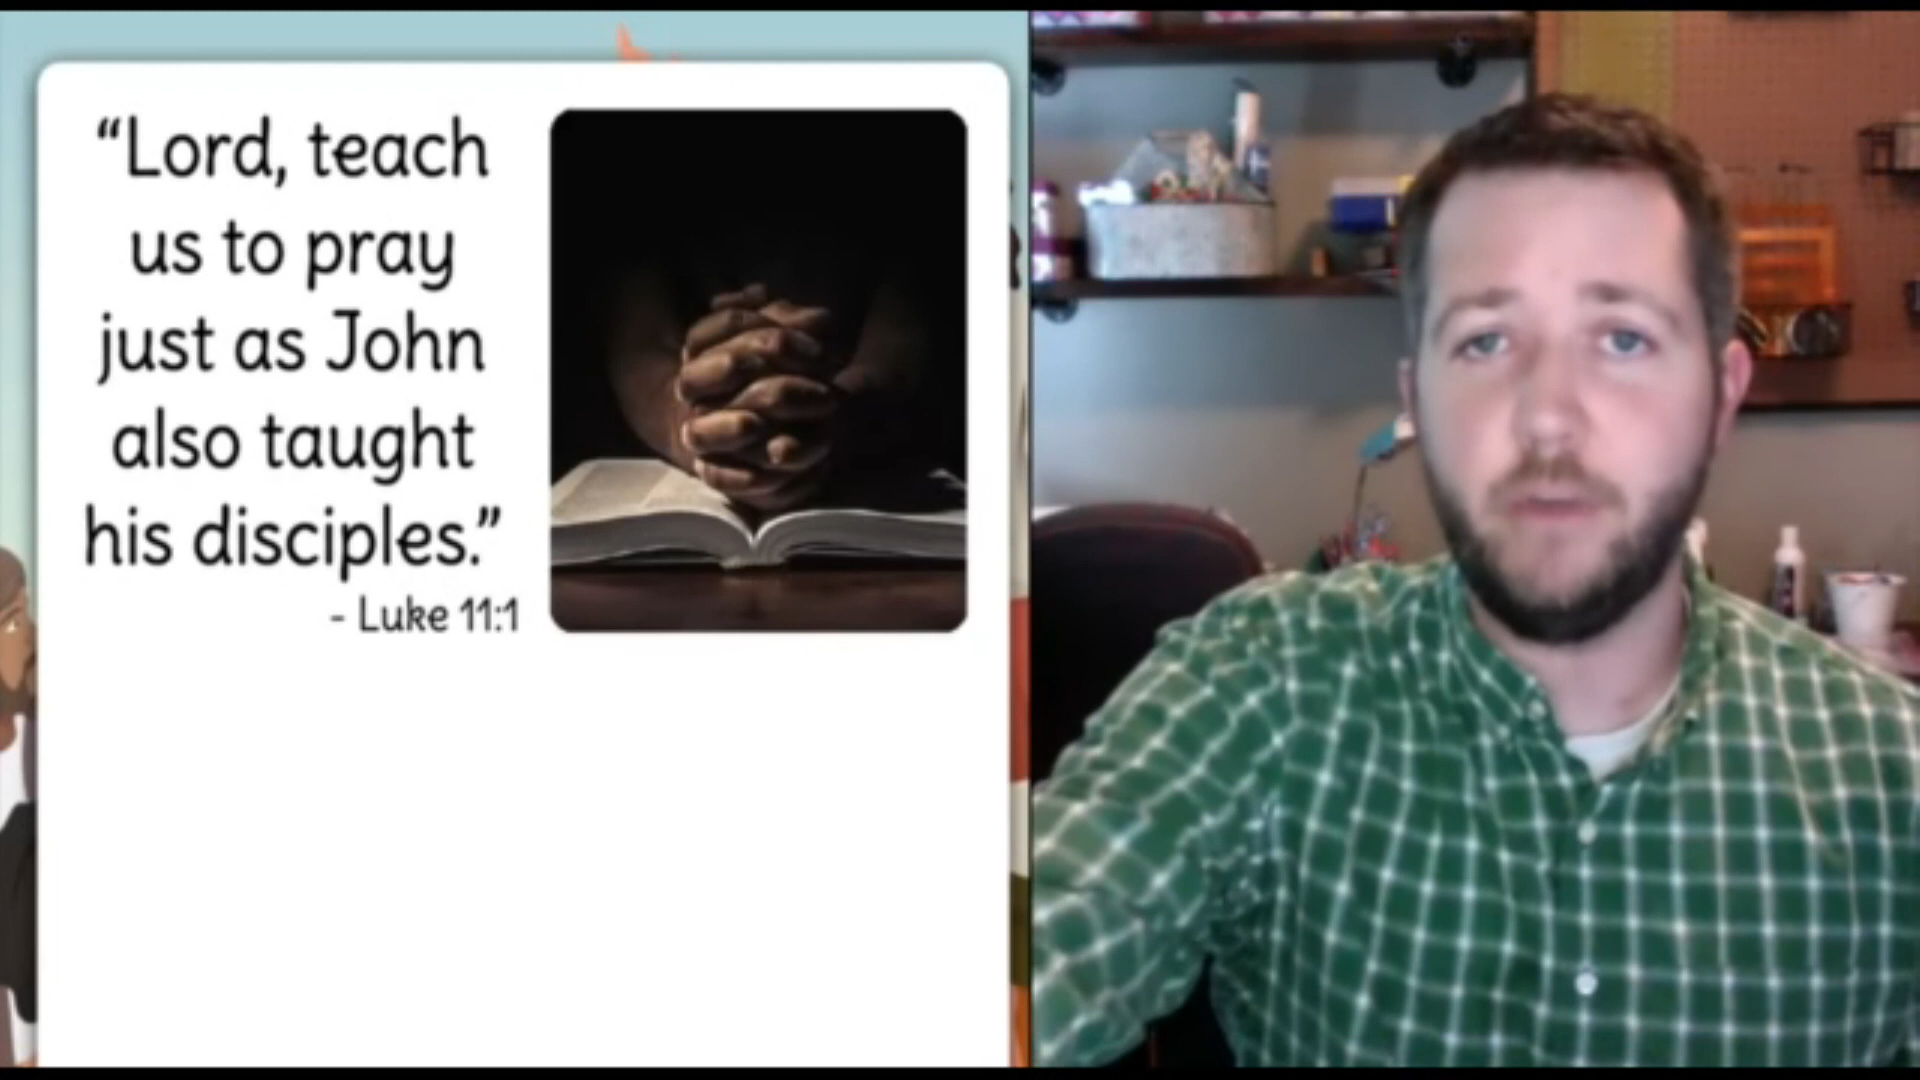 “Lord, teach
us to pray
just as John
also taught
his disciples.”
- Luke 11:1